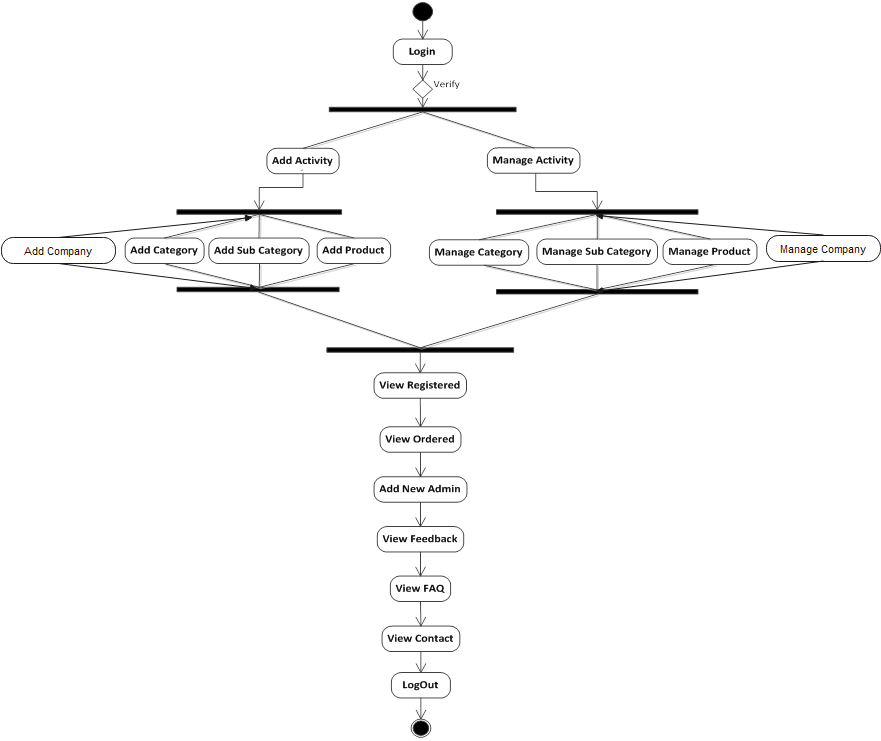 Login
Verify
Add Activity
Manage Activity
Add Company
Add Category
Add Sub Category
Add Product
Manage Category
Manage Sub Category
Manage Product
Manage Company
View Registered
View Ordered
Add New Admin
View Feedback
View FAQ
View Contact
LogOut